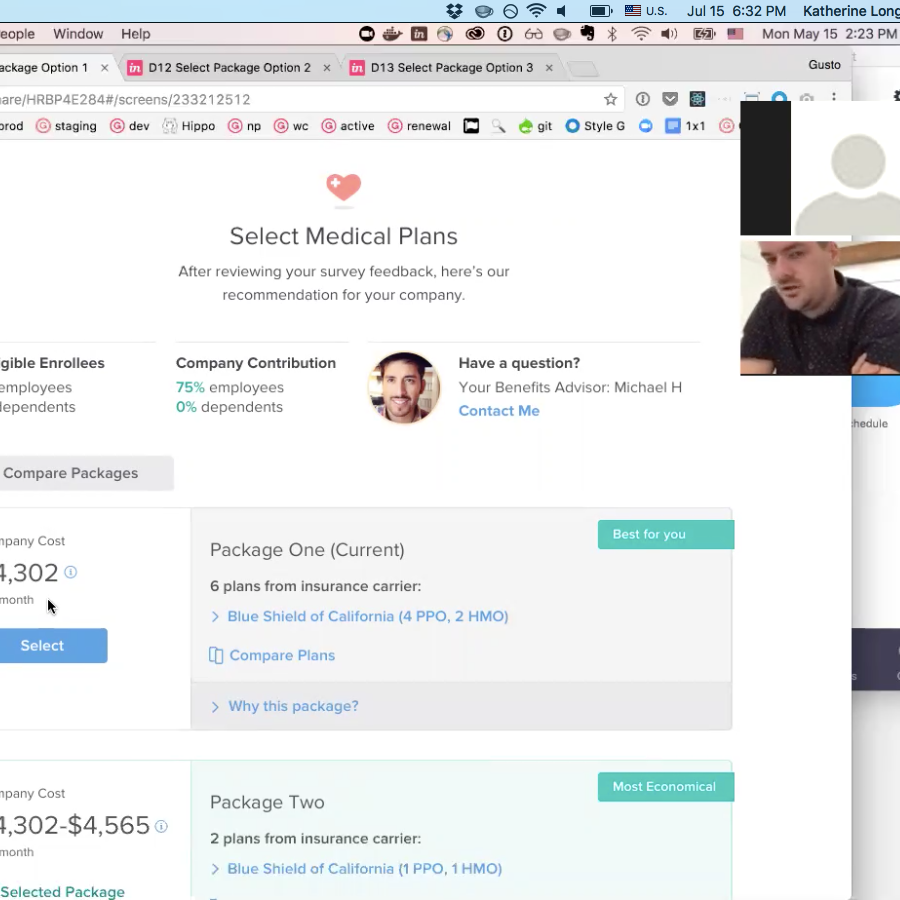 U.S. Jul 15 6:32 PM Katherine Long
eople Window Help Mon May 15 2:23 PM
ackage Option 1 D12 Select Package Option 2 D13 Select Package Option 3 Gusto
are/HRBP4E284#/screens/233212512
prod staging dev Hippo np wc active renewal git Style G 1x1
Select Medical Plans
After reviewing your survey feedback, here's our
recommendation for your company.
gible Enrollees Company Contribution Have a question?
employees 75% employees Your Benefits Advisor: Michael H
dependents 0% dependents Contact Me
hedule
Compare Packages
mpany Cost Best for you
4,302 Package One (Current)
month 6 plans from insurance carrier:
Blue Shield of California (4 PPO, 2 HMO)
Select Compare Plans
Why this package?
mpany Cost Most Economical
4,302-$4,565 Package Two
month 2 plans from insurance carrier:
Blue Shield of California (1 PPO, 1 HMO)
Selected Package